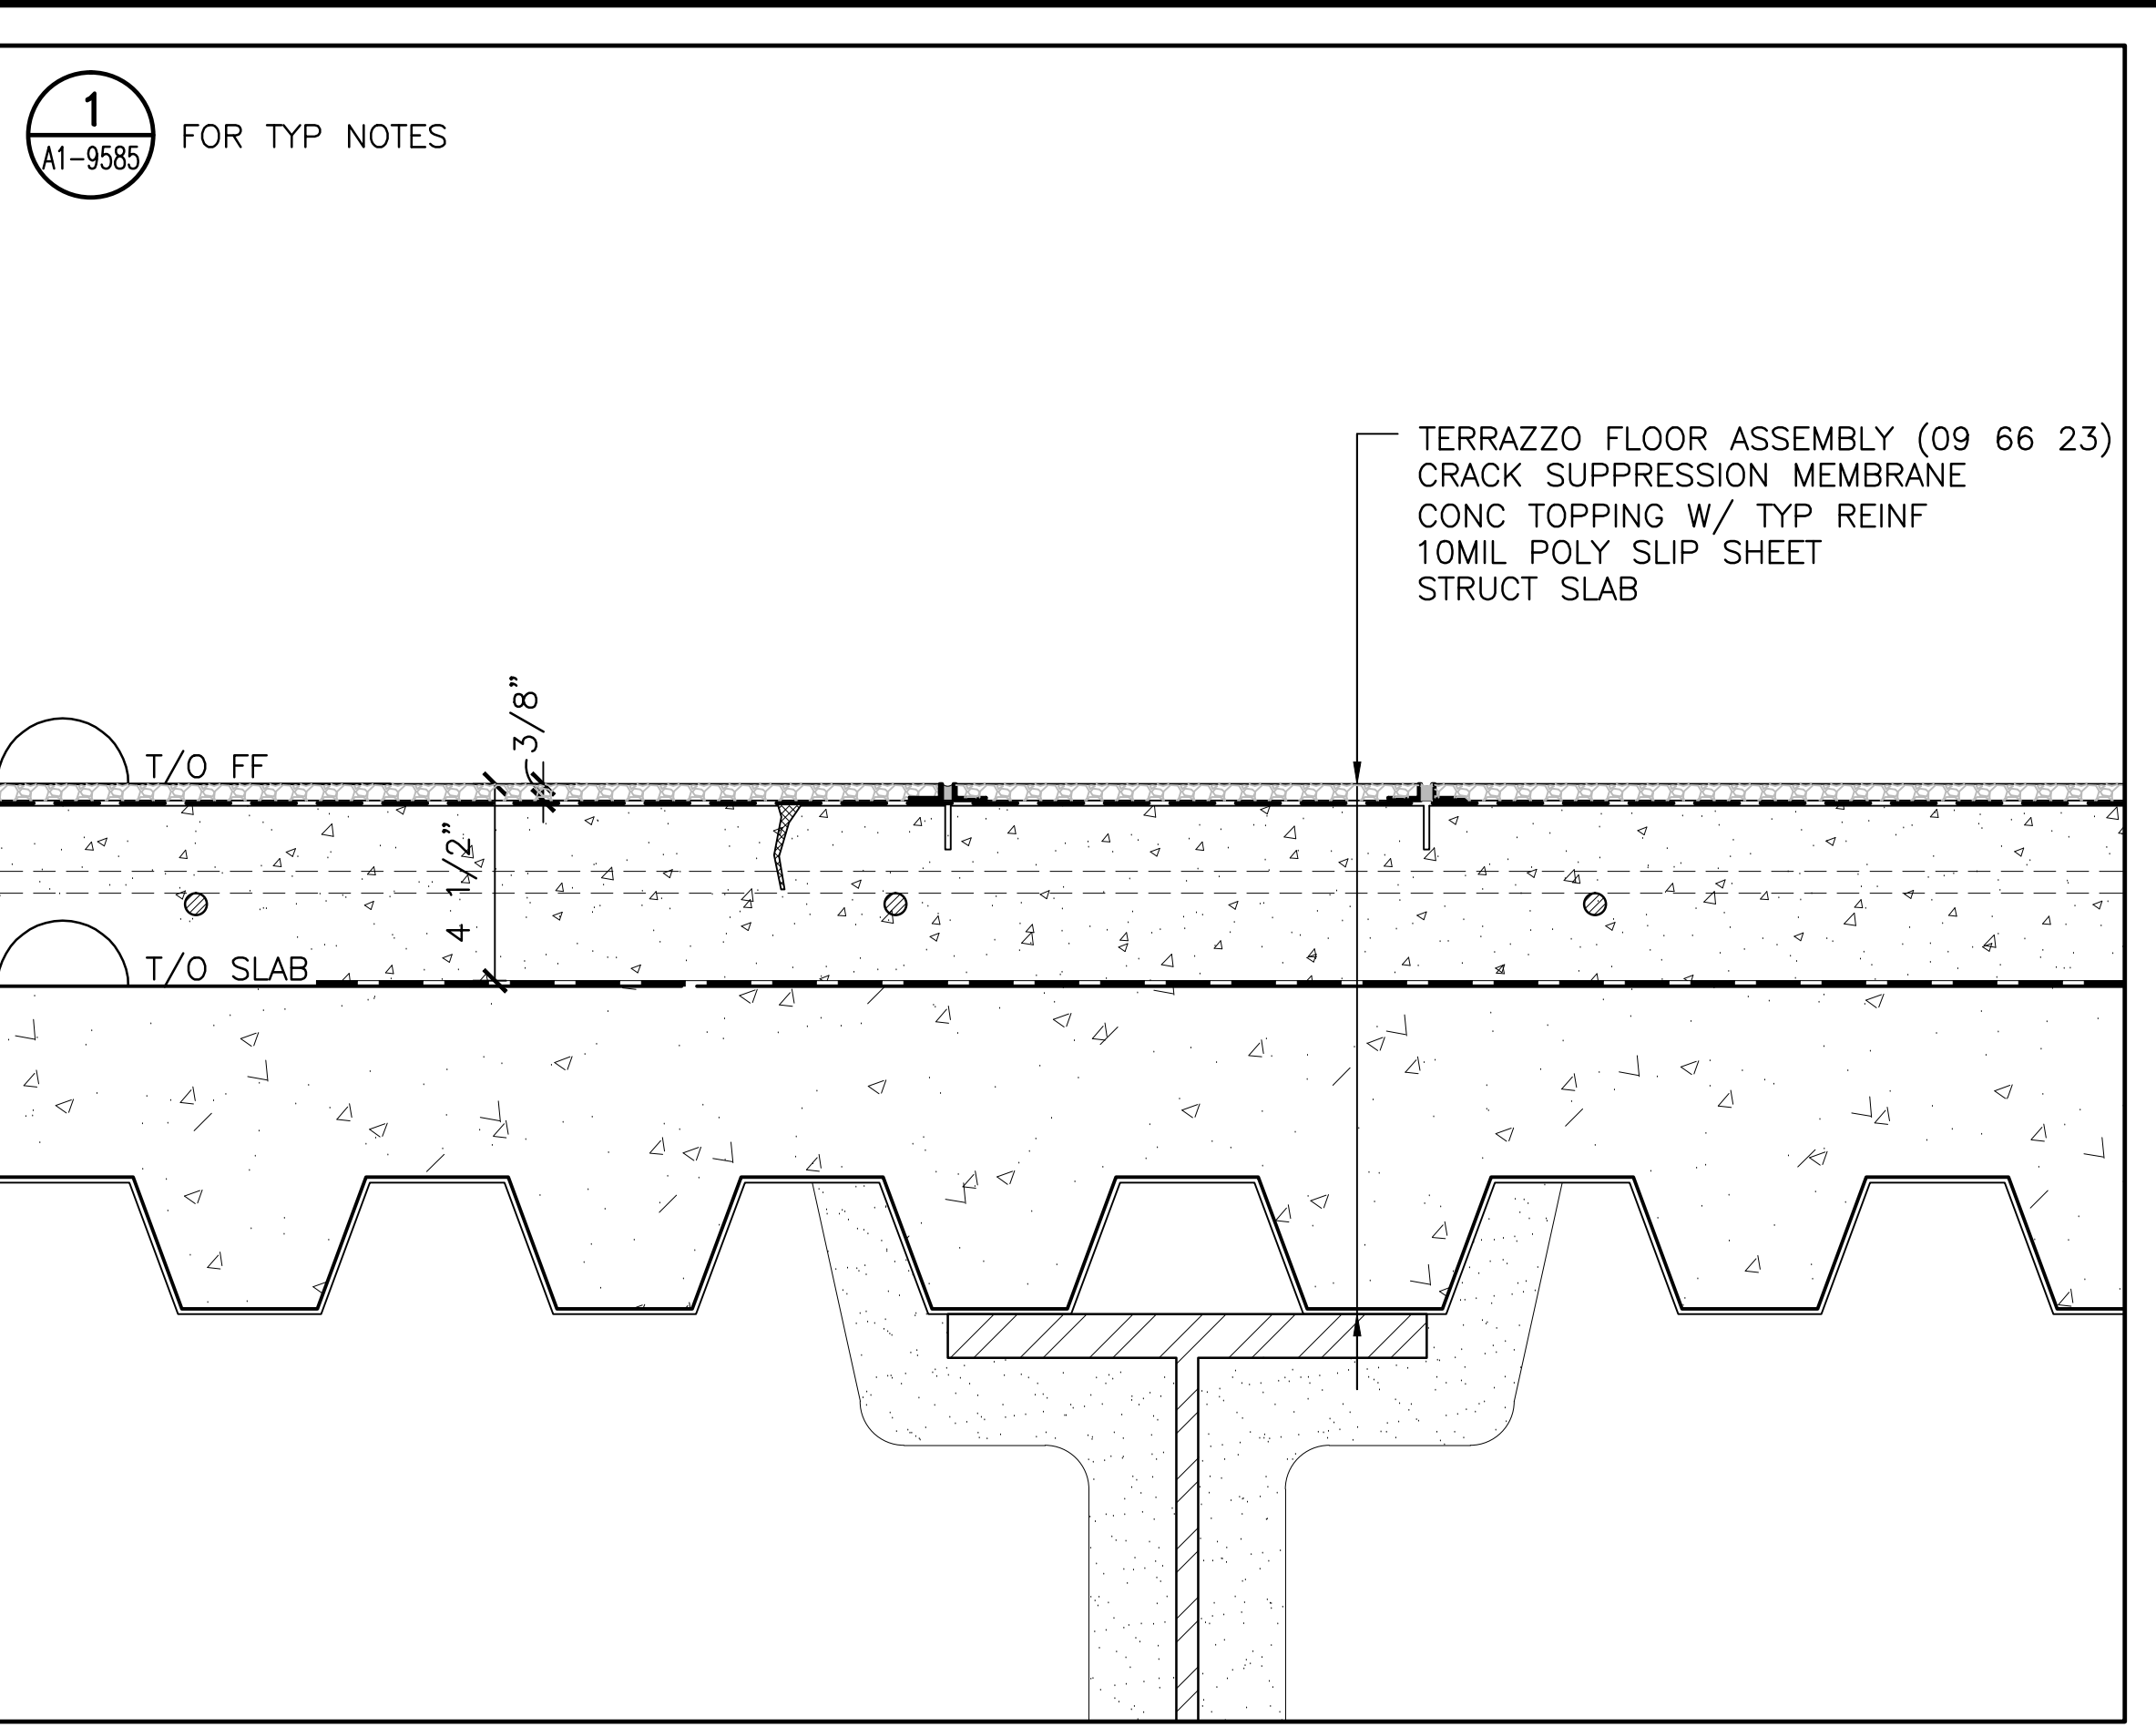 1
A1-9585
FOR TYP NOTES
TERRAZZO FLOOR ASSEMBLY (09 66 23)
CRACK SUPPRESSION MEMBRANE
CONC TOPPING W/ TYP REINF
10MIL POLY SLIP SHEET
STRUCT SLAB
3/8"
T/O FF
4 1/2"
T/O SLAB